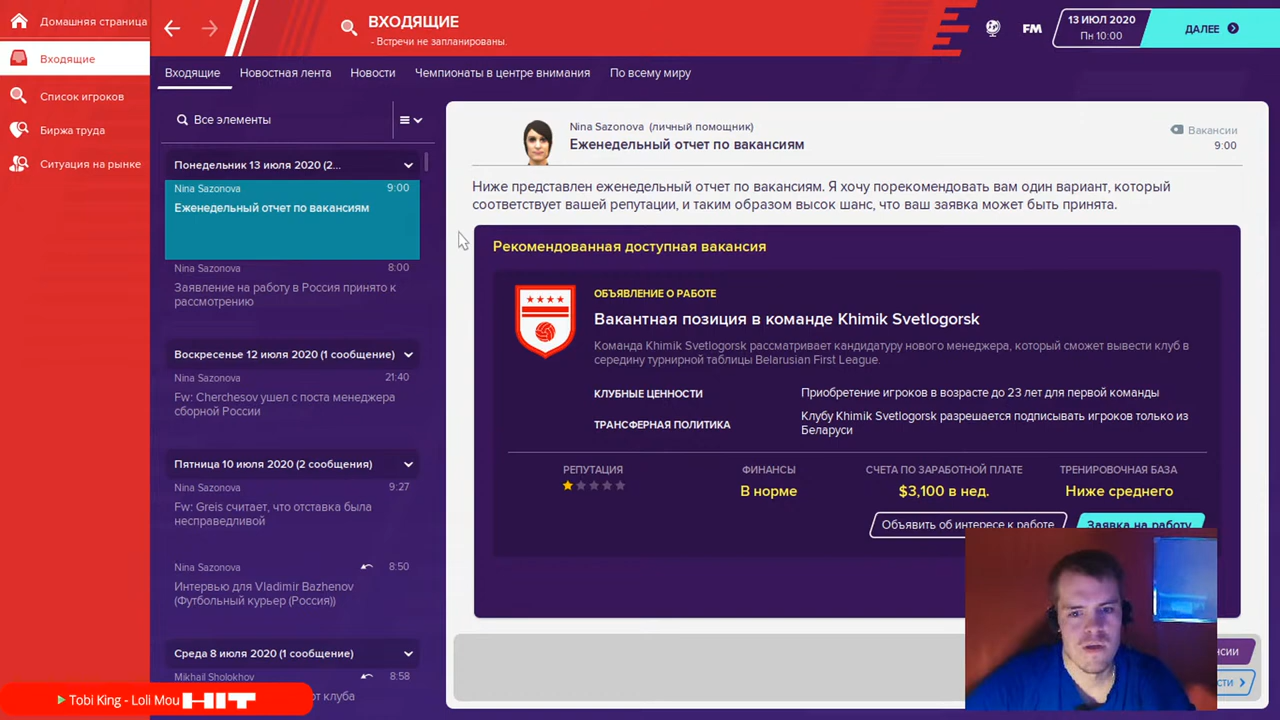 Домашняя страница
Входящие
Список игроков
Биржа труда
Ситуация на рынке
ВХОДЯЩИЕ
- Встречи не запланированы.
FM
13 ИЮЛ 2020
Пн 10:00
ДАЛЕЕ
Входящие
Новостная лента
Новости
Чемпионаты в центре внимания
По всему миру
Все элементы
Понедельник 13 июля 2020 (2...
Nina Sazonova 9:00
Еженедельный отчет по вакансиям
Nina Sazonova 8:00
Заявление на работу в Россия принято к
рассмотрению
Воскресенье 12 июля 2020 (1 сообщение)
Nina Sazonova 21:40
Fw: Cherchesov ушел с поста менеджера
сборной России
Пятница 10 июля 2020 (2 сообщения)
Nina Sazonova 9:27
Fw: Greis считает, что отставка была
несправедливой
Nina Sazonova 8:50
Интервью для Vladimir Bazhenov
(Футбольный курьер (Россия))
Среда 8 июля 2020 (1 сообщение)
Mikhail Sholokhov 8:58
от клуба
Tobi King - Loli Mou HIT
Nina Sazonova (личный помощник)
Еженедельный отчет по вакансиям
Вакансии
9:00
Ниже представлен еженедельный отчет по вакансиям. Я хочу порекомендовать вам один вариант, который
соответствует вашей репутации, и таким образом высок шанс, что ваша заявка может быть принята.
Рекомендованная доступная вакансия
ОБЪЯВЛЕНИЕ О РАБОТЕ
Вакантная позиция в команде Khimik Svetlogorsk
Команда Khimik Svetlogorsk рассматривает кандидатуру нового менеджера, который сможет вывести клуб в
середину турнирной таблицы Belarusian First League.
КЛУБНЫЕ ЦЕННОСТИ
Приобретение игроков в возрасте до 23 лет для первой команды
ТРАНСФЕРНАЯ ПОЛИТИКА
Клубу Khimik Svetlogorsk разрешается подписывать игроков только из
Беларуси
РЕПУТАЦИЯ
ФИНАНСЫ
В норме
СЧЕТА ПО ЗАРАБОТНОЙ ПЛАТЕ
$3,100 в нед.
ТРЕНИРОВОЧНАЯ БАЗА
Ниже среднего
Объявить об интересе к работе
Заявка на работу